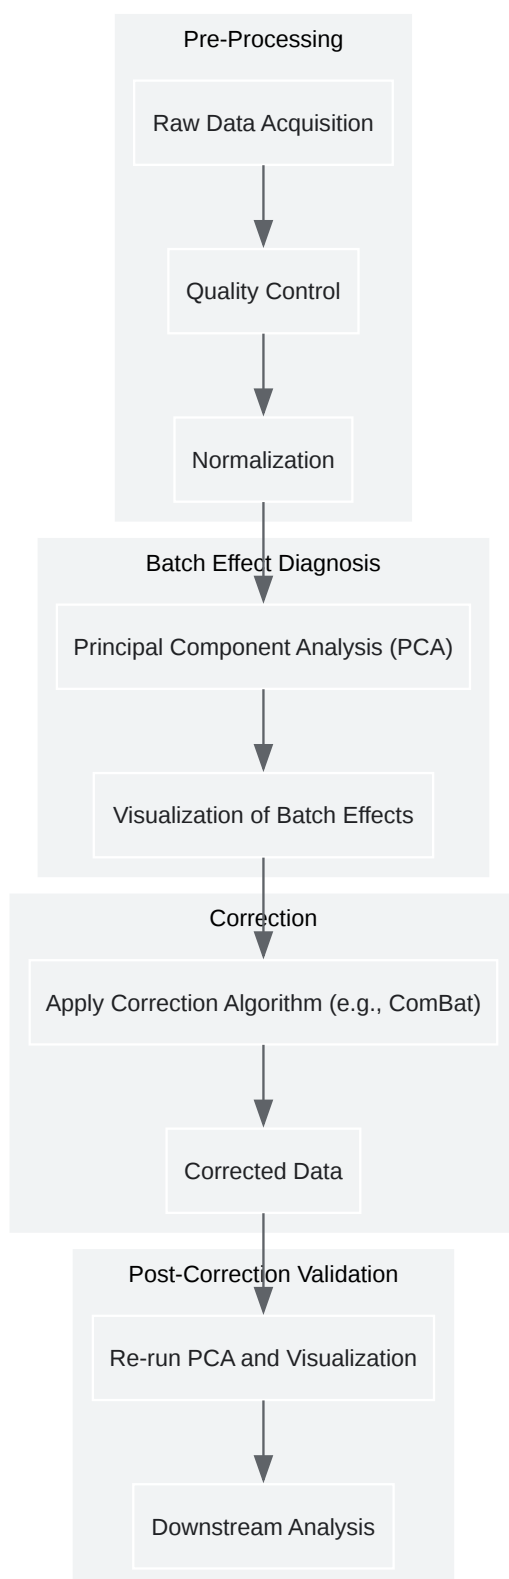 Pre-Processing
Raw Data Acquisition
Quality Control
Normalization
Batch Effect Diagnosis
Principal Component Analysis (PCA)
Visualization of Batch Effects
Correction
Apply Correction Algorithm (e.g., ComBat)
Corrected Data
Post-Correction Validation
Re-run PCA and Visualization
Downstream Analysis